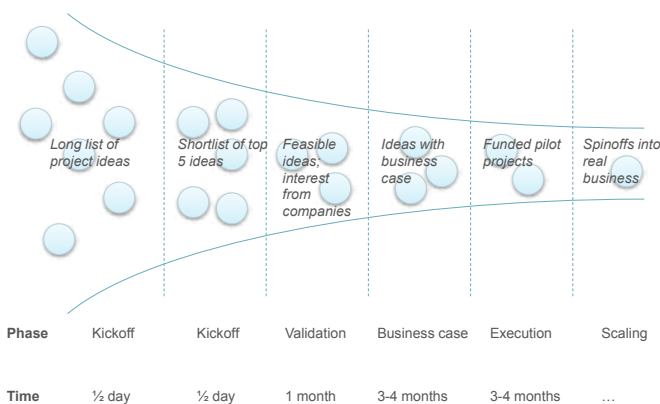 Long list of
project ideas
Shortlist of top
5 ideas
Feasible
ideas;
interest
from
companies
Ideas with
business
case
Funded pilot
projects
Spinoffs into
real
business
Phase Kickoff Kickoff Validation Business case Execution Scaling
Time ½ day ½ day 1 month 3-4 months 3-4 months …